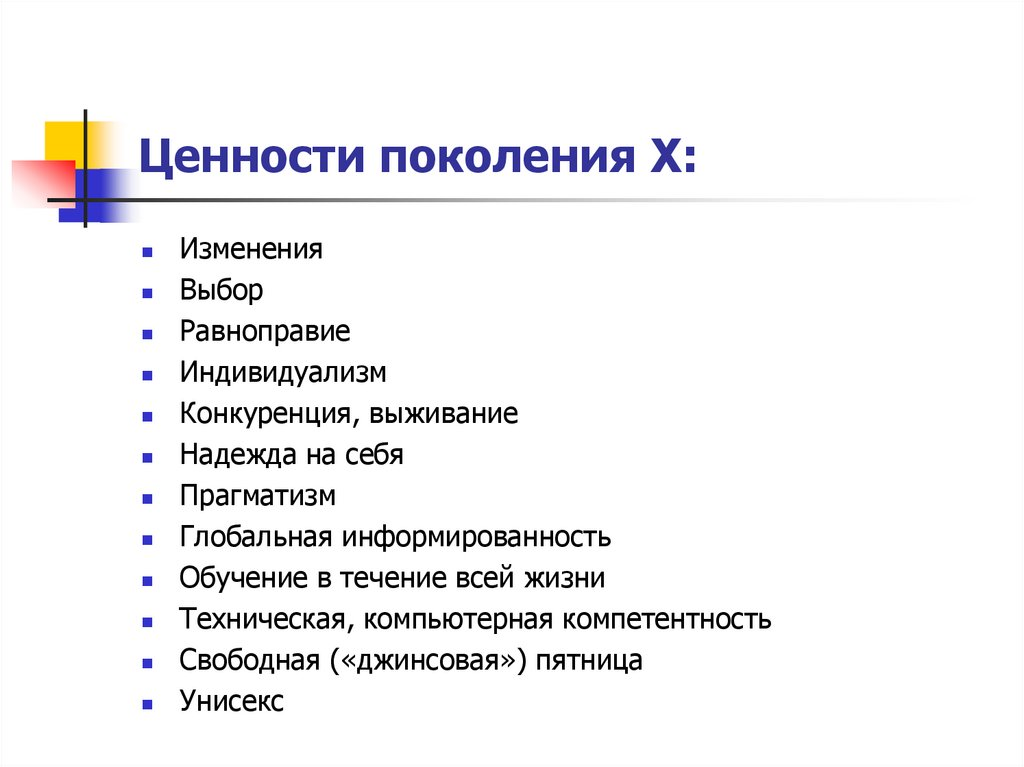 Ценности поколения Х:
Изменения
Выбор
Равноправие
Индивидуализм
Конкуренция, выживание
Надежда на себя
Прагматизм
Глобальная информированность
Обучение в течение всей жизни
Техническая, компьютерная компетентность
Свободная («джинсовая») пятница
Унисекс